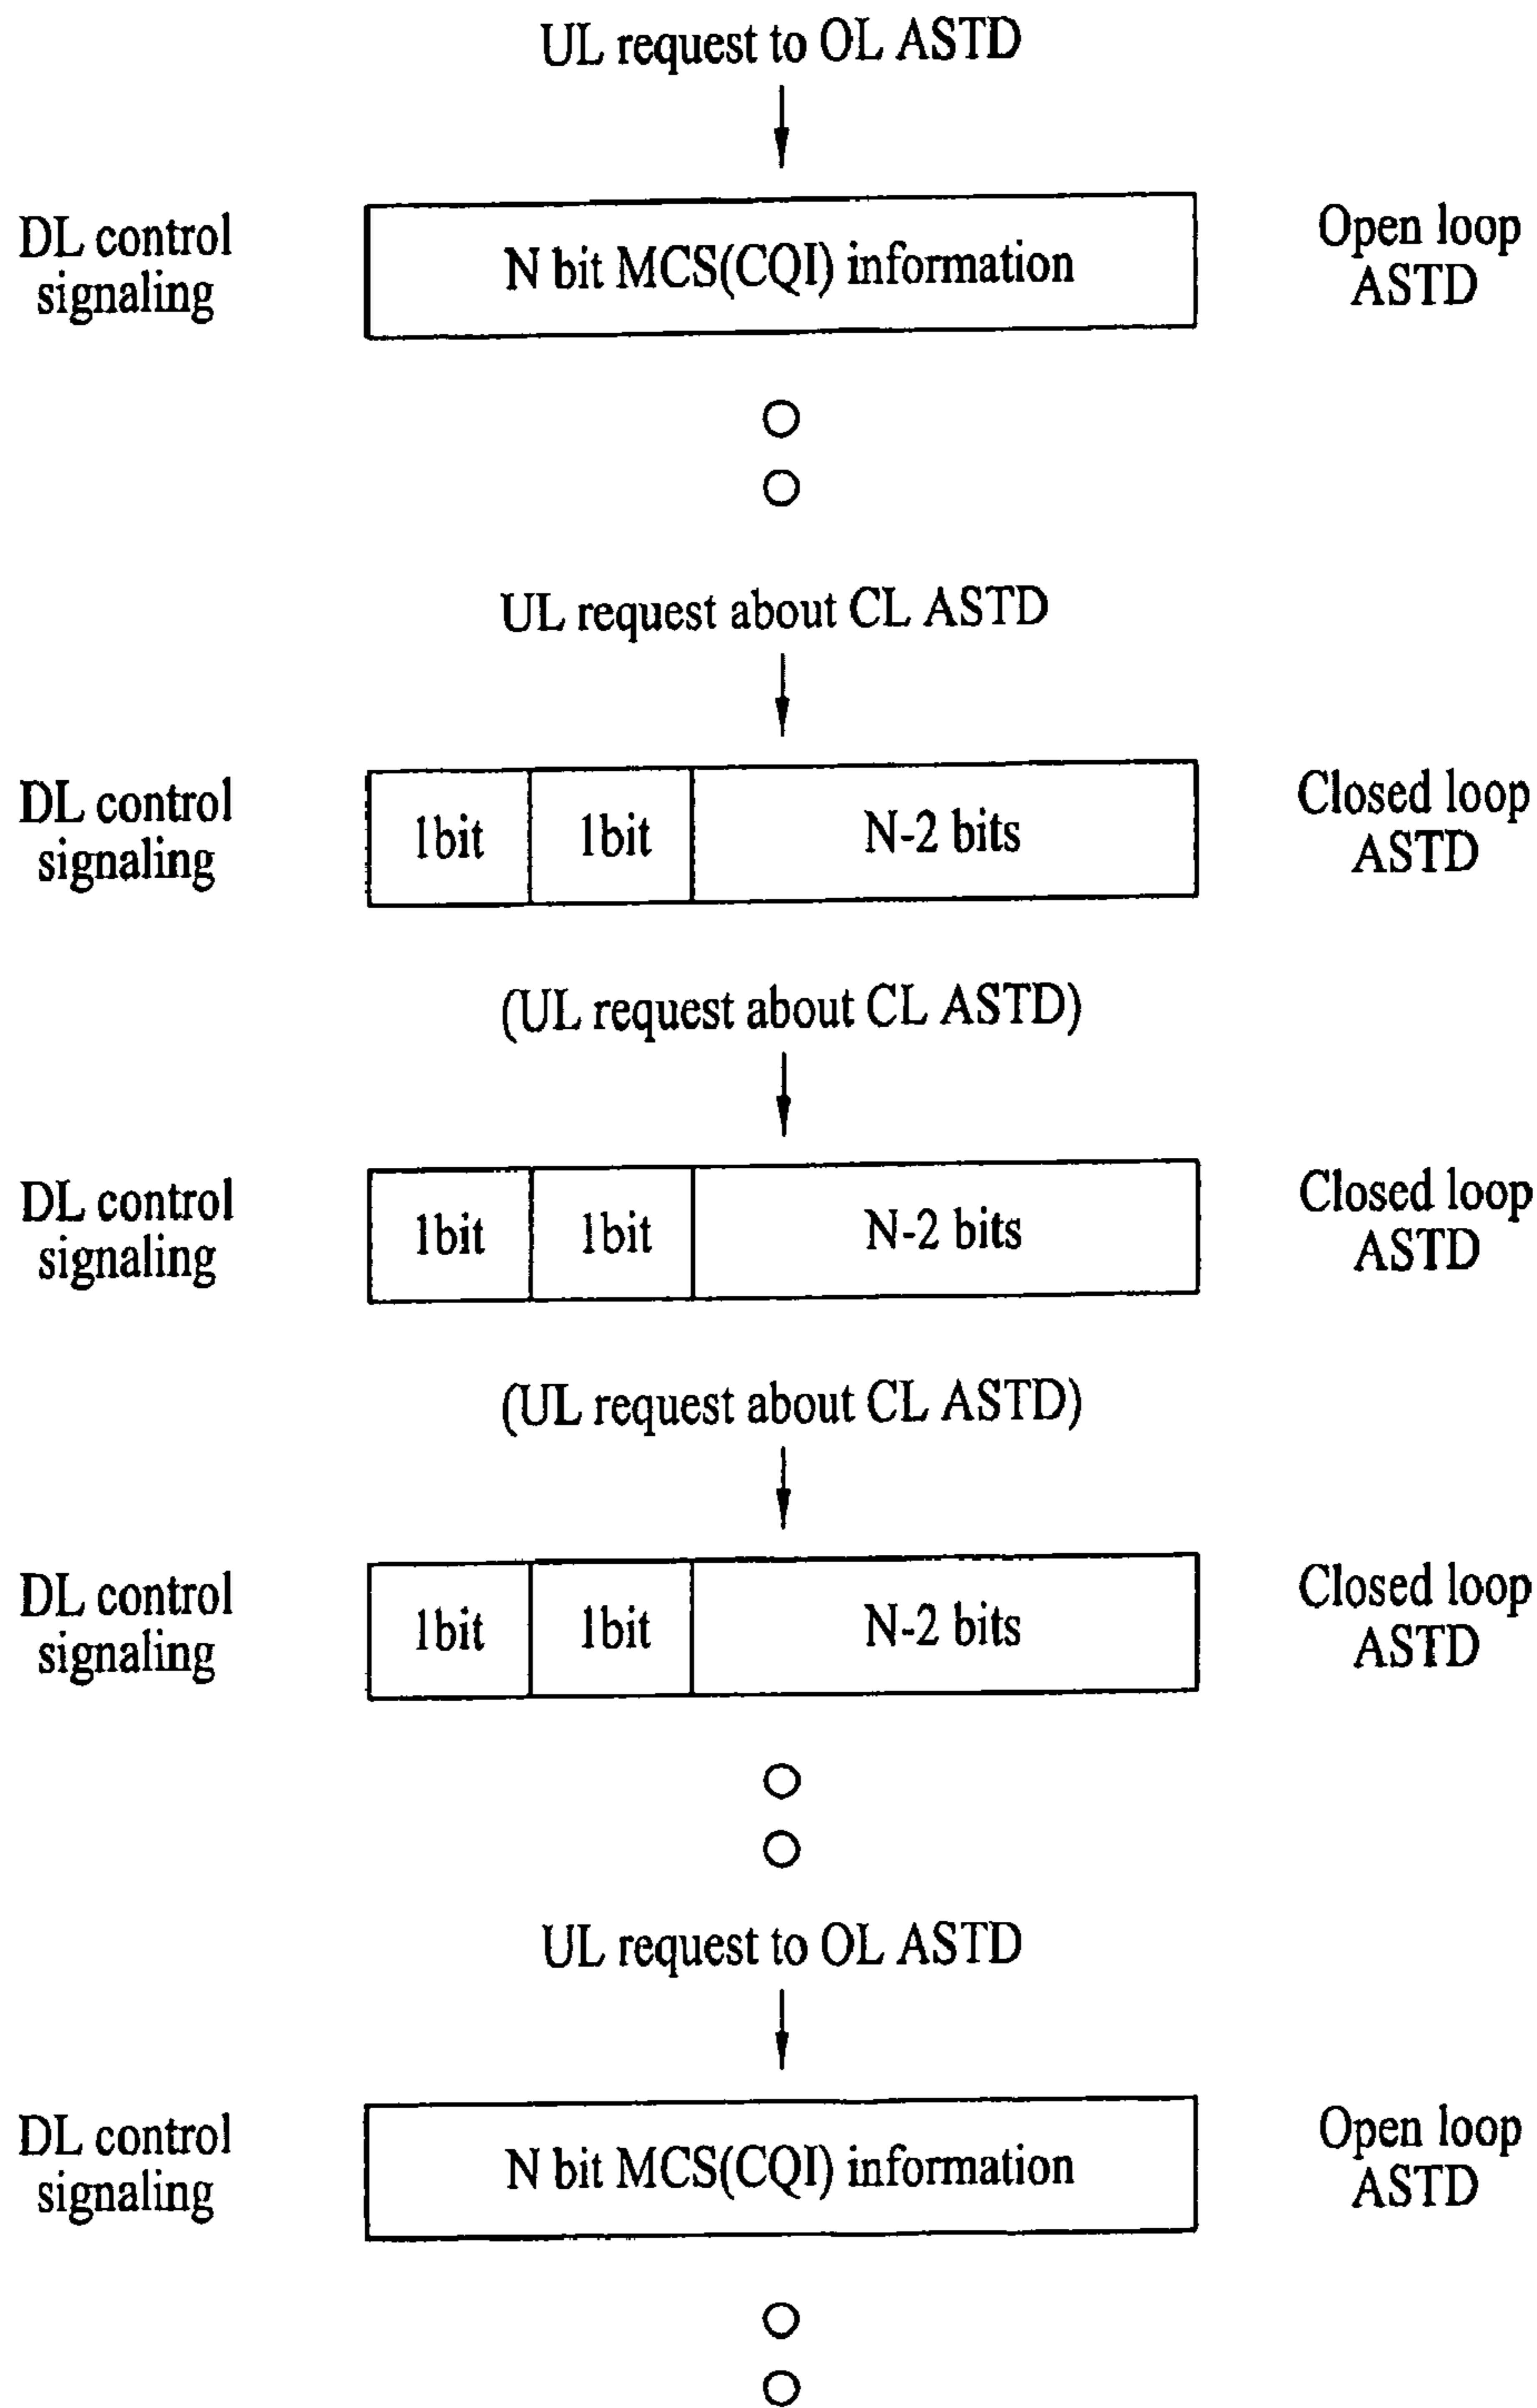 UL request to OL ASTD
DL control
signaling
N bit MCS(CQI) information
Open loop
ASTD
UL request about CL ASTD
DL control
signaling
1bit
1bit
N-2 bits
Closed loop
ASTD
(UL request about CL ASTD)
DL control
signaling
1bit
1bit
N-2 bits
Closed loop
ASTD
(UL request about CL ASTD)
DL control
signaling
1bit
1bit
N-2 bits
Closed loop
ASTD
UL request to OL ASTD
DL control
signaling
N bit MCS(CQI) information
Open loop
ASTD